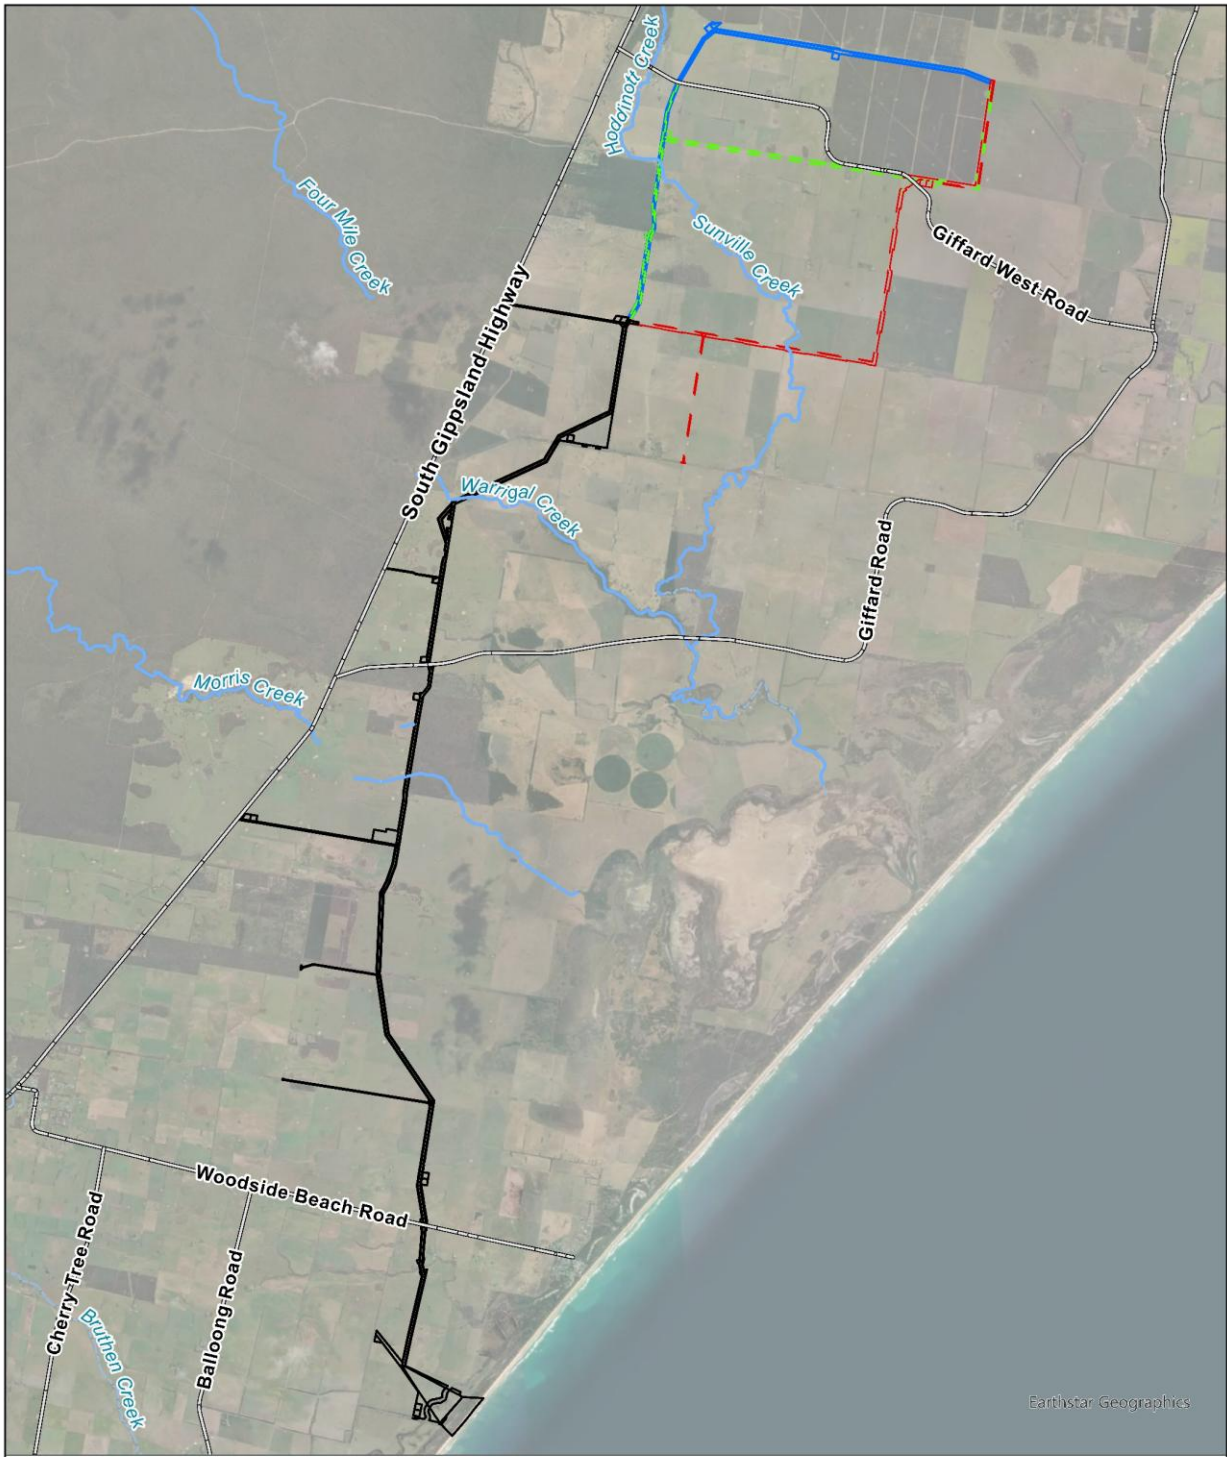 Hoddinott Creek
Four Mile Creek
Sunville Creek
Giffard West Road
South Gippsland Highway
Warrigal Creek
Giffard Road
Morris Creek
Woodside Beach Road
Cherry Tree Road
Balloong Road
Bruthen Creek
Earthstar Geographics